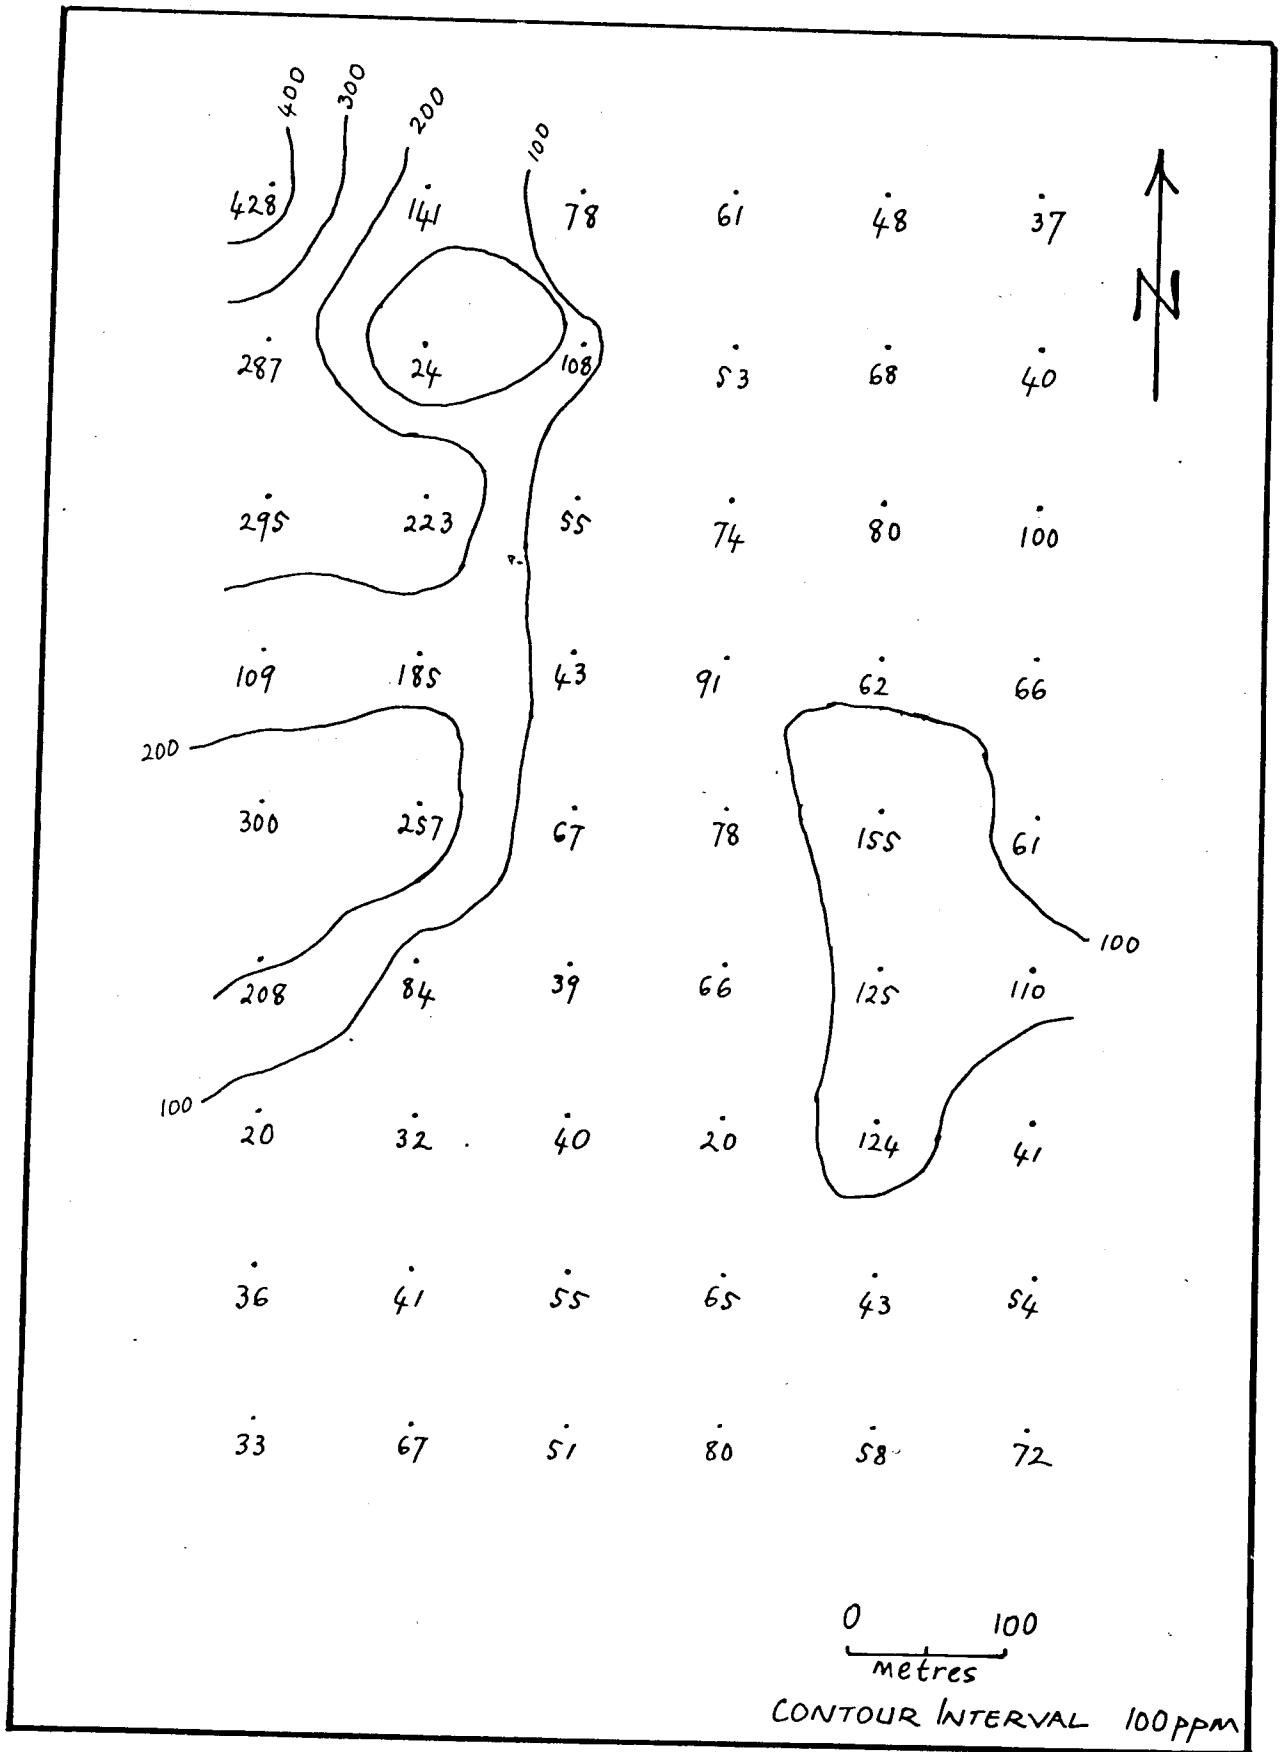 400 300 200 100
428 141 78 61 48 37
N
287 24 108 53 68 40
295 223 55 74 80 100
109 185 43 91 62 66
200
300 257 67 78 155 61
100
208 84 39 66 125 110
100
20 32 40 20 124 41
36 41 55 65 43 54
33 67 51 80 58 72
0 100
metres
CONTOUR INTERVAL 100ppm